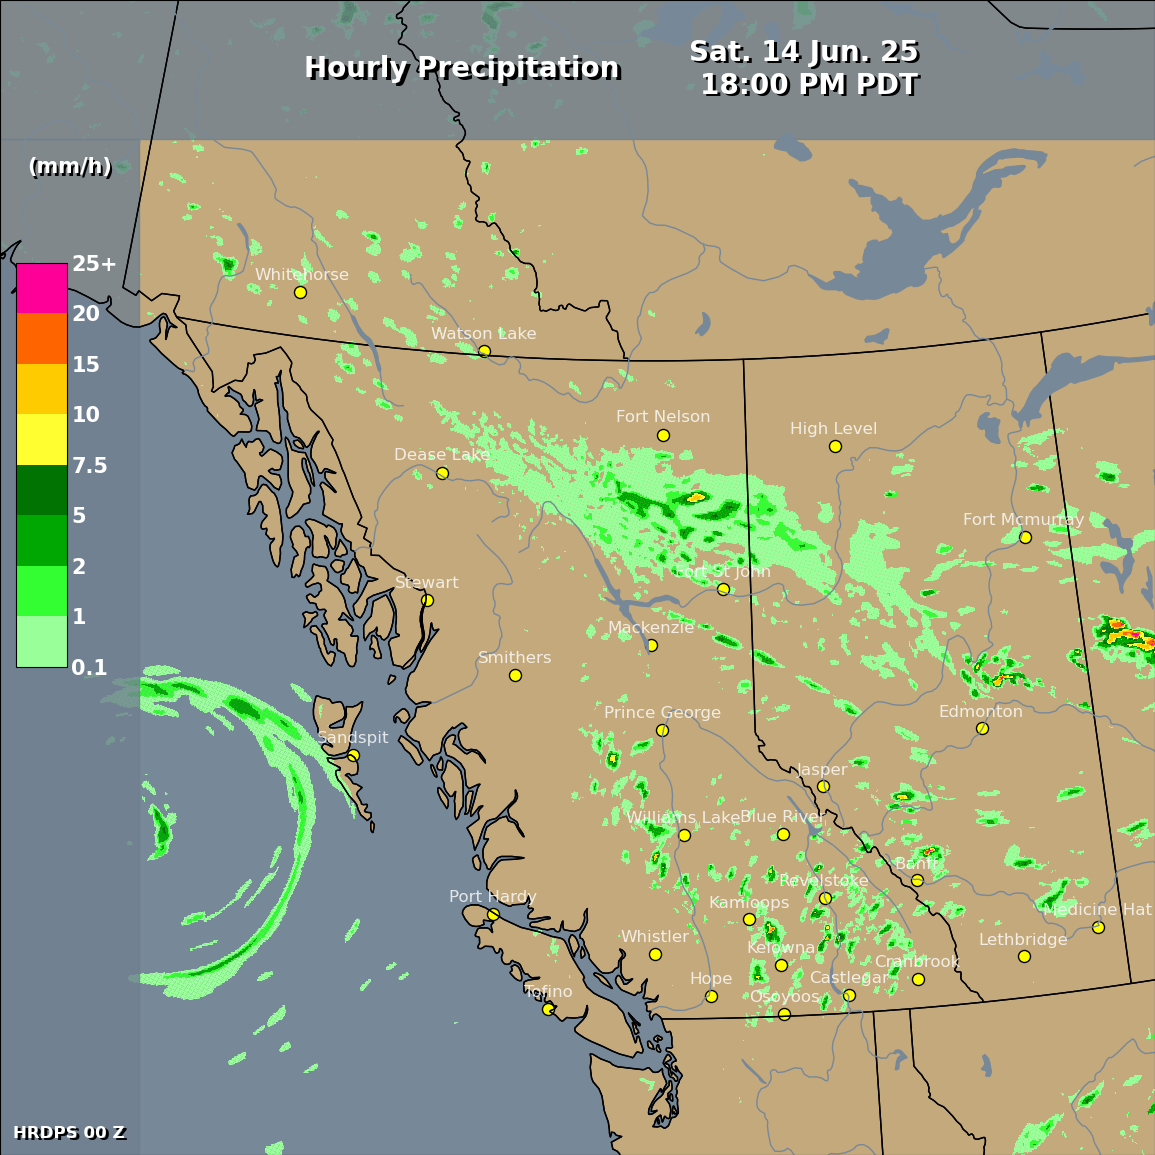 Hourly Precipitation
Sat. 14 Jun. 25
18:00 PM PDT
(mm/h)
25+
20
15
10
7.5
5
2
1
0.1
Whitehorse
Watson Lake
Fort Nelson
High Level
Dease Lake
Fort Mcmurray
Fort St John
Stewart
Mackenzie
Smithers
Prince George
Edmonton
Sandspit
Jasper
Williams Lake
Blue River
Banff
Revelstoke
Port Hardy
Kamloops
Medicine Hat
Whistler
Kelowna
Lethbridge
Cranbrook
Hope
Castlegar
Tofino
Osoyoos
HRDPS 00 Z